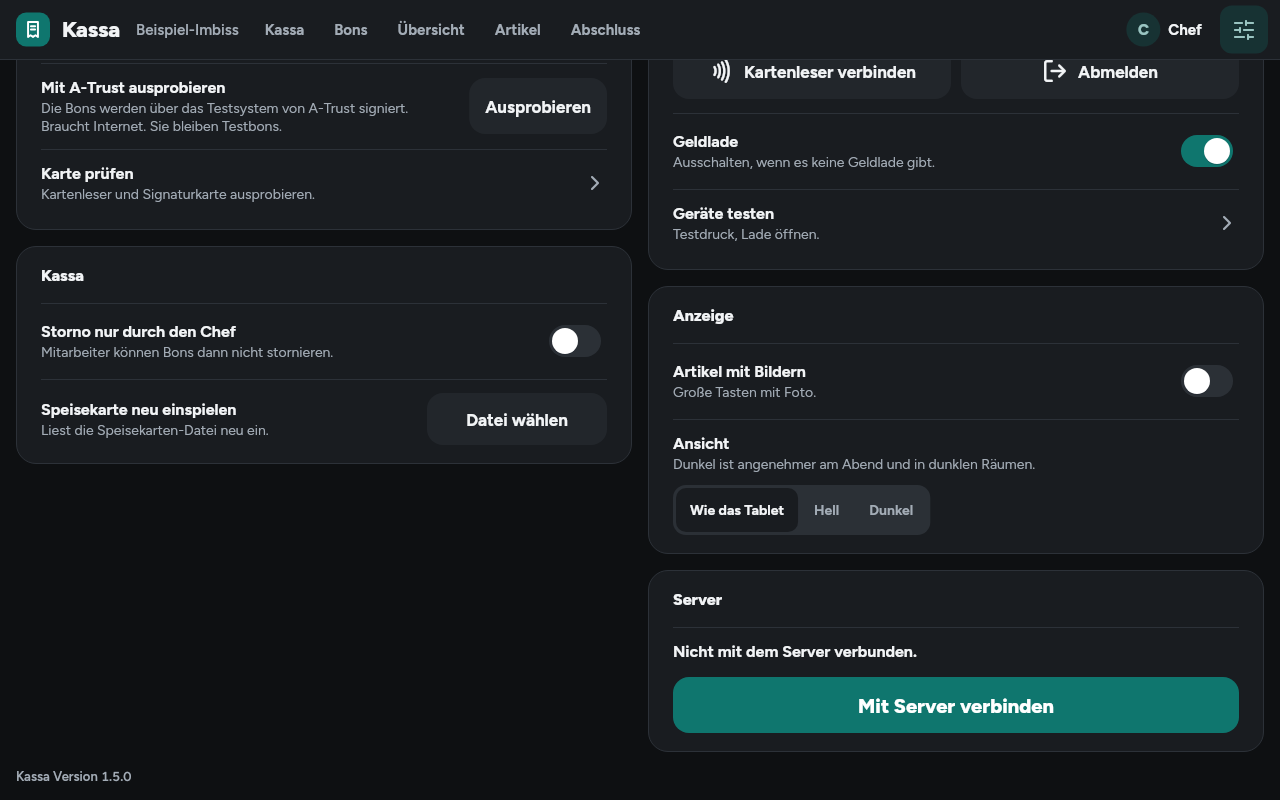 Kassa
Beispiel-Imbiss
Kassa
Bons
Übersicht
Artikel
Abschluss
C
Chef
Mit A-Trust ausprobieren
Die Bons werden über das Testsystem von A-Trust signiert.
Braucht Internet. Sie bleiben Testbons.
Ausprobieren
Karte prüfen
Kartenleser und Signaturkarte ausprobieren.
Kassa
Storno nur durch den Chef
Mitarbeiter können Bons dann nicht stornieren.
Speisekarte neu einspielen
Liest die Speisekarten-Datei neu ein.
Datei wählen
Kartenleser verbinden
Abmelden
Geldlade
Ausschalten, wenn es keine Geldlade gibt.
Geräte testen
Testdruck, Lade öffnen.
Anzeige
Artikel mit Bildern
Große Tasten mit Foto.
Ansicht
Dunkel ist angenehmer am Abend und in dunklen Räumen.
Wie das Tablet
Hell
Dunkel
Server
Nicht mit dem Server verbunden.
Mit Server verbinden
Kassa Version 1.5.0